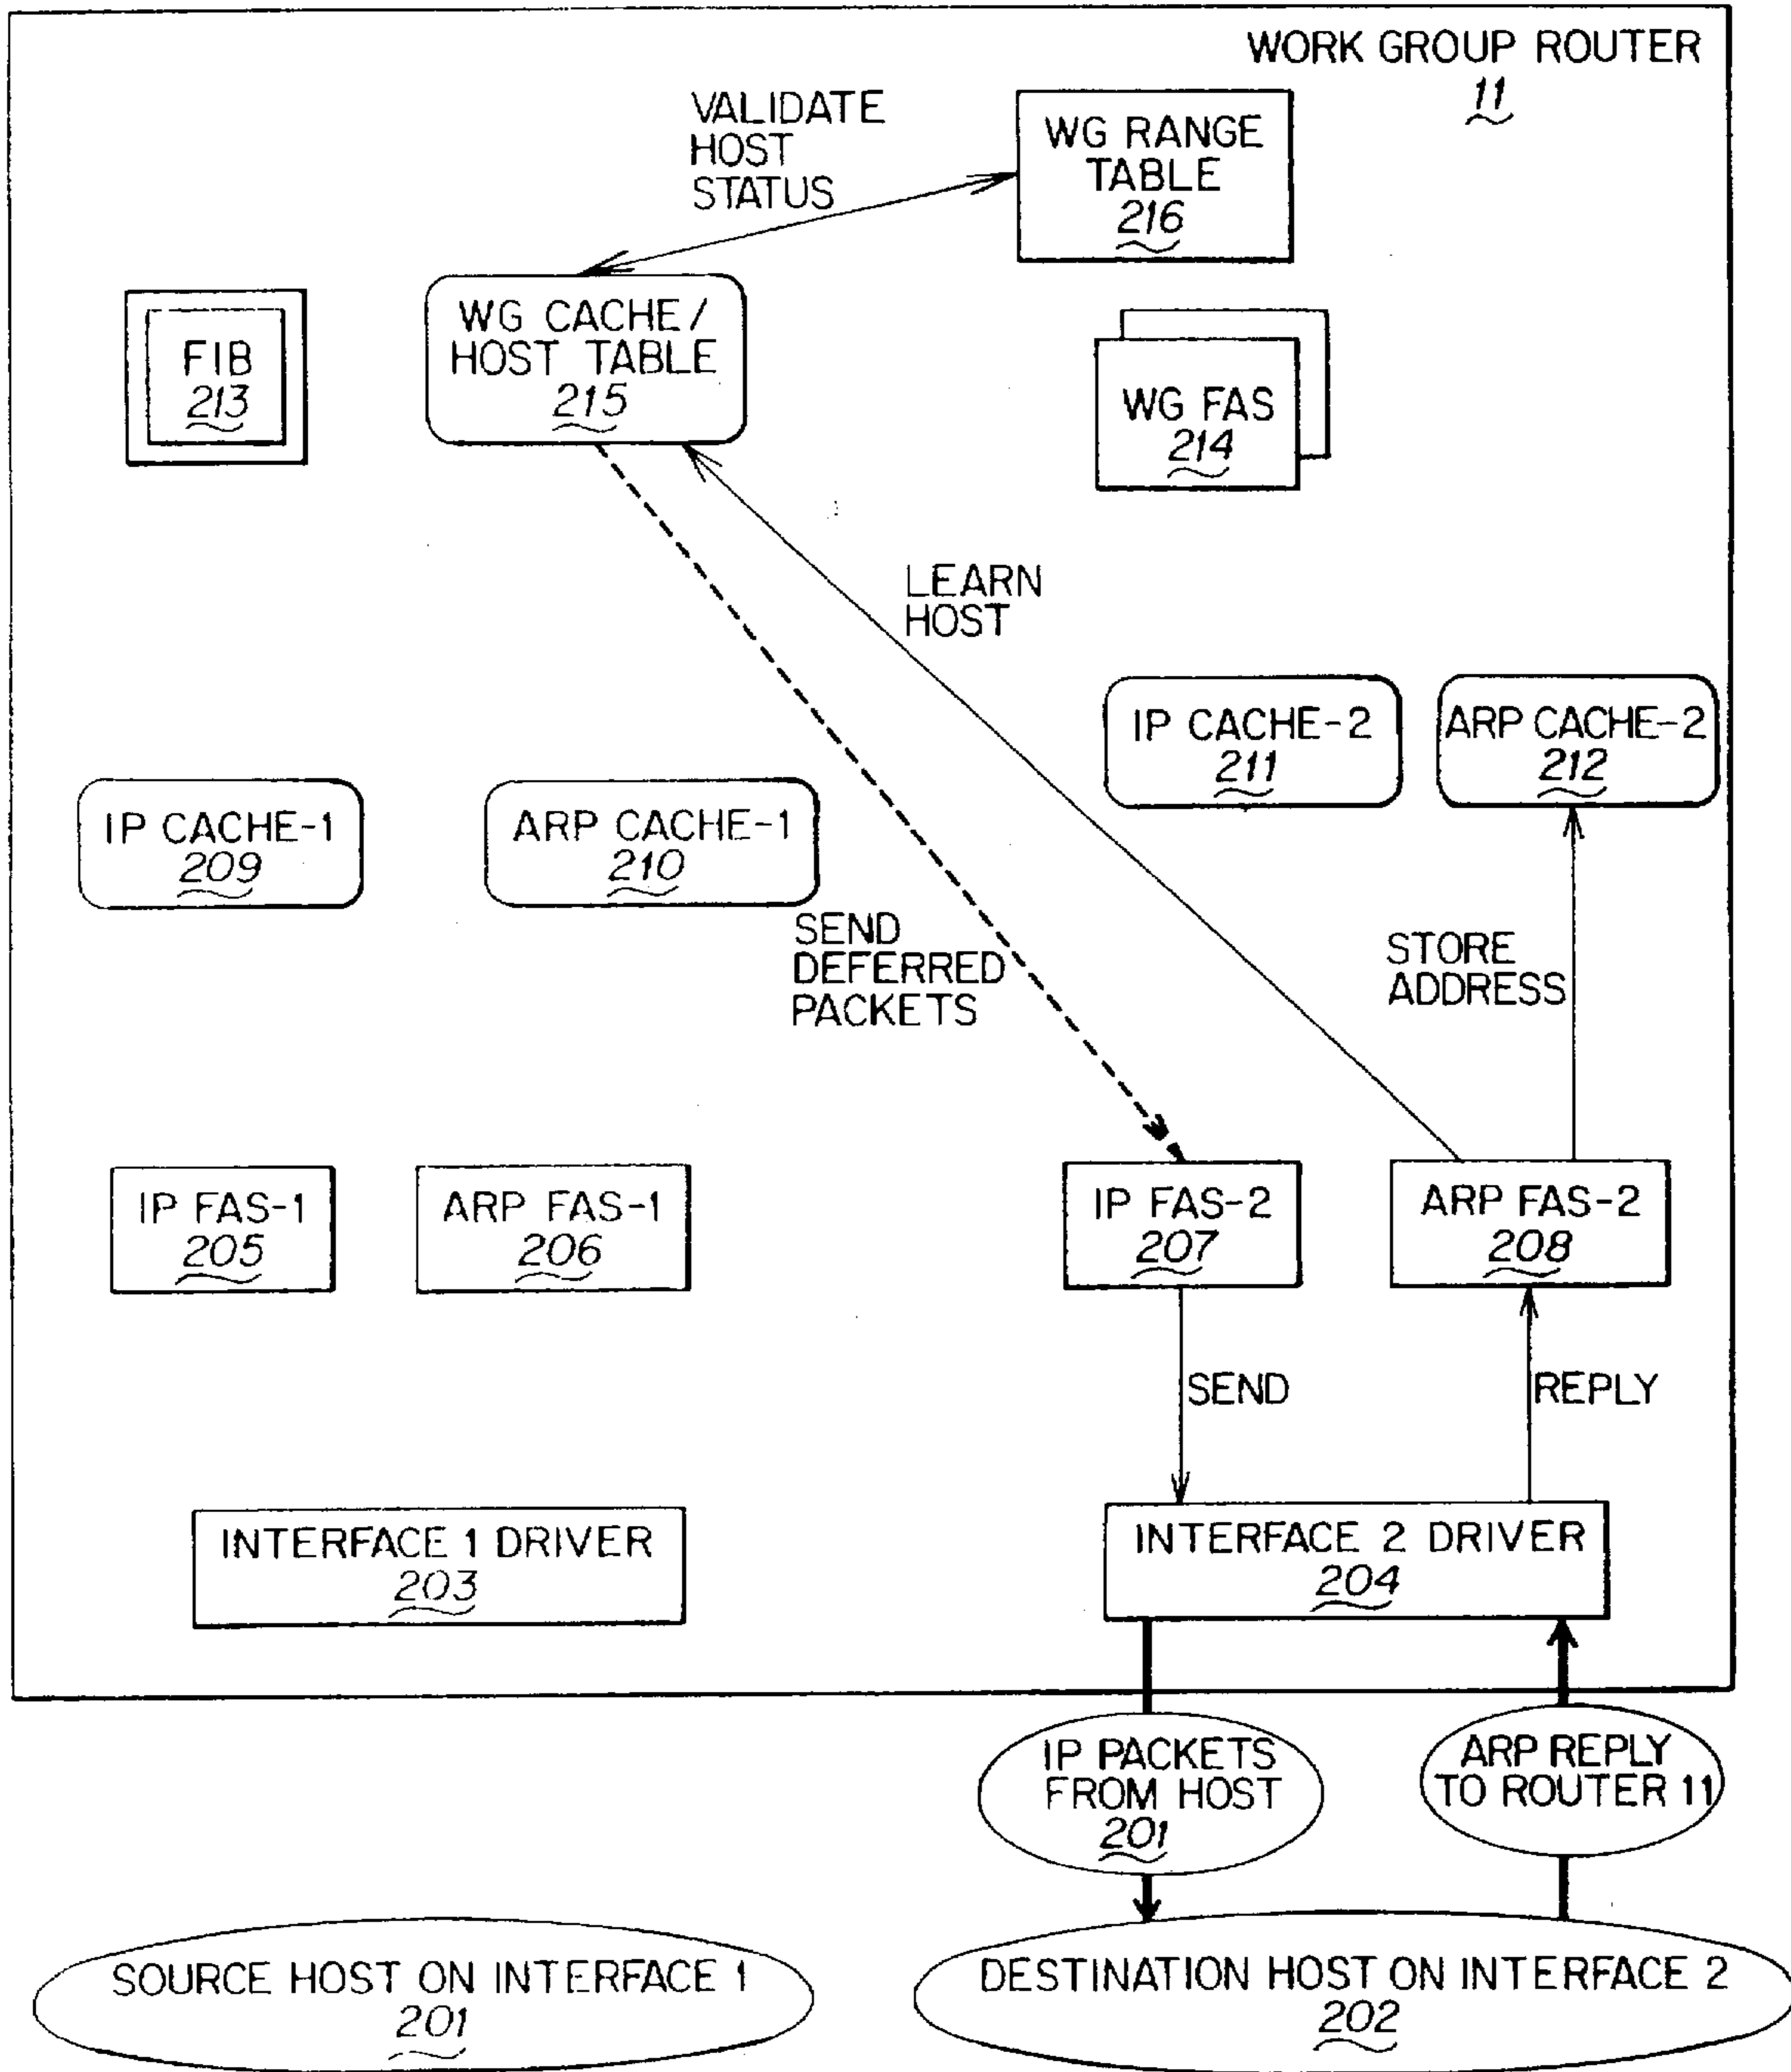 WORK GROUP ROUTER
11
VALIDATE
HOST
STATUS
WG RANGE
TABLE
216
FIB
213
WG CACHE/
HOST TABLE
215
WG FAS
214
LEARN
HOST
IP CACHE-2
211
ARP CACHE-2
212
IP CACHE-1
209
ARP CACHE-1
210
SEND
DEFERRED
PACKETS
STORE
ADDRESS
IP FAS-1
205
ARP FAS-1
206
IP FAS-2
207
ARP FAS-2
208
SEND
REPLY
INTERFACE 1 DRIVER
203
INTERFACE 2 DRIVER
204
IP PACKETS
FROM HOST
201
ARP REPLY
TO ROUTER 11
SOURCE HOST ON INTERFACE 1
201
DESTINATION HOST ON INTERFACE 2
202